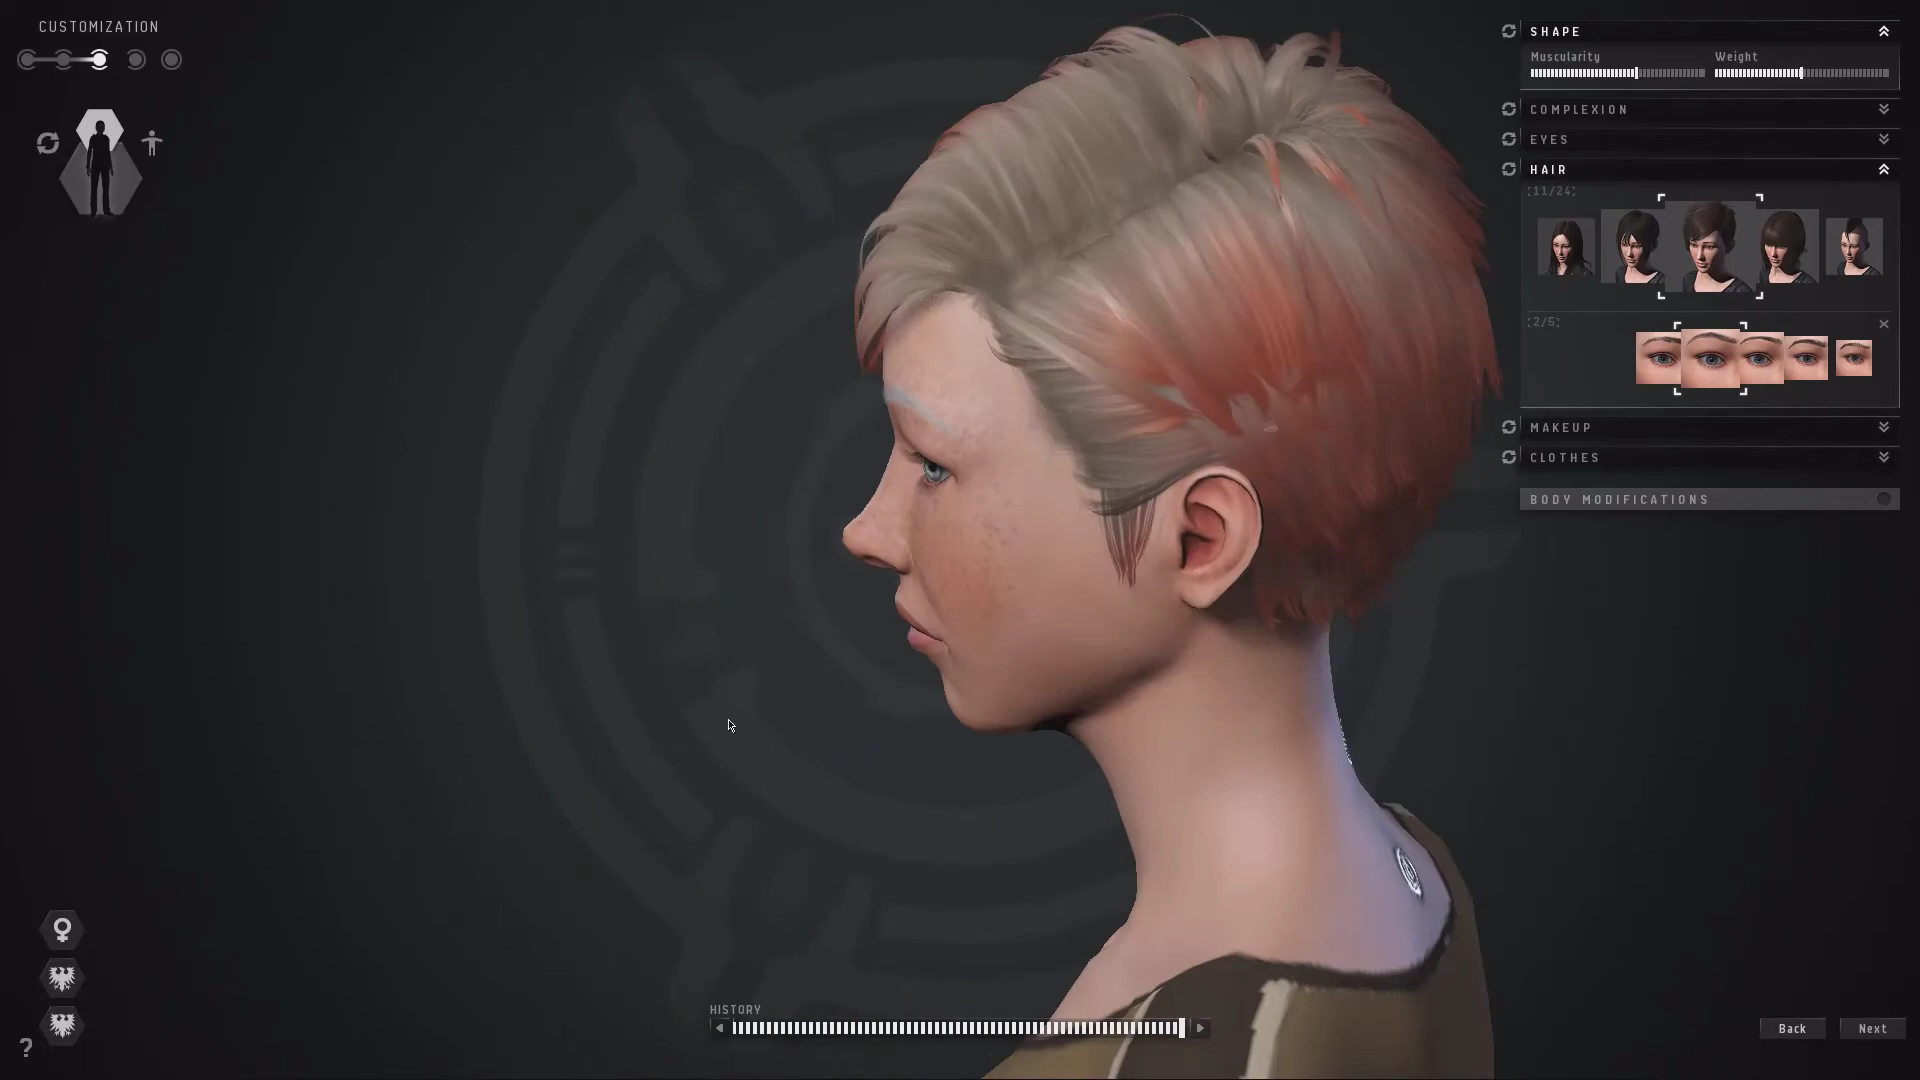 CUSTOMIZATION
SHAPE
Muscularity
Weight
COMPLEXION
EYES
HAIR
[11/24]
[2/5]
MAKEUP
CLOTHES
BODY MODIFICATIONS
HISTORY
?
Back
Next